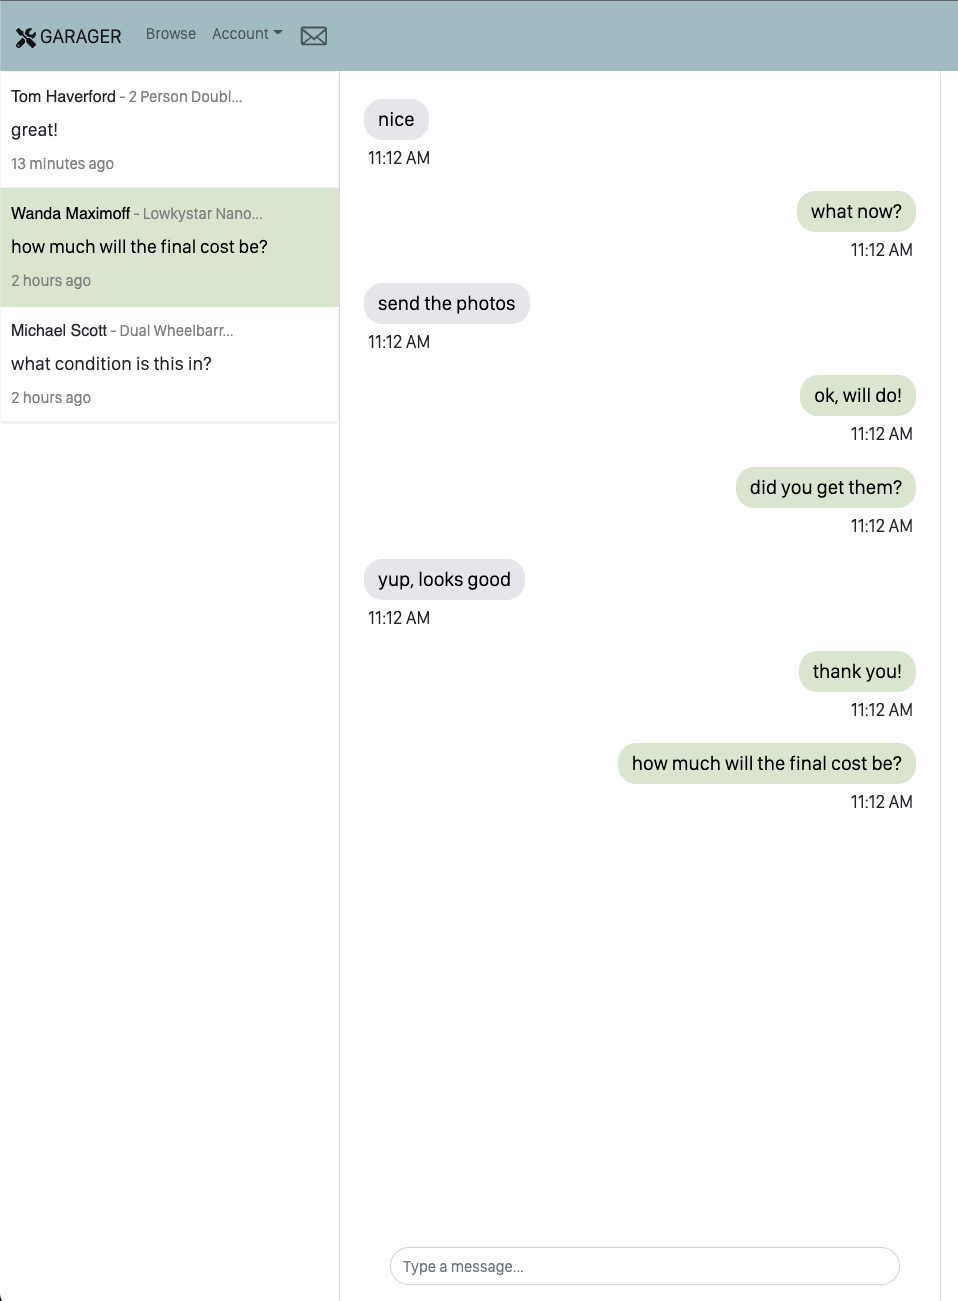 GARAGER Browse Account
Tom Haverford - 2 Person Doubl...
great!
13 minutes ago
Wanda Maximoff - Lowkystar Nano...
how much will the final cost be?
2 hours ago
Michael Scott - Dual Wheelbarr...
what condition is this in?
2 hours ago
nice
11:12 AM
what now?
11:12 AM
send the photos
11:12 AM
ok, will do!
11:12 AM
did you get them?
11:12 AM
yup, looks good
11:12 AM
thank you!
11:12 AM
how much will the final cost be?
11:12 AM
Type a message...